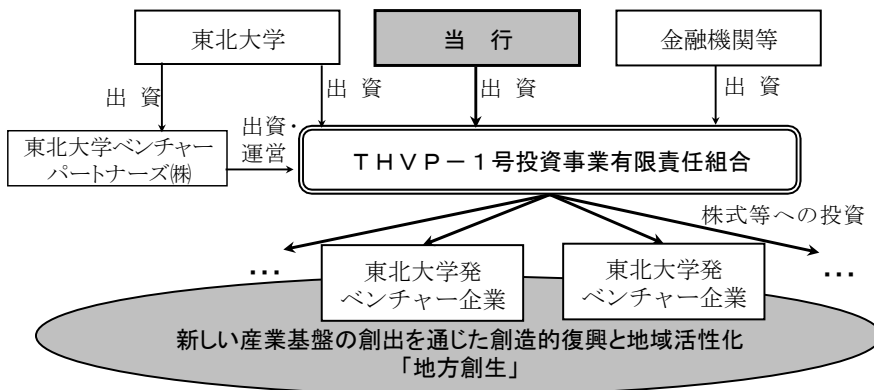 東北大学
当 行
金融機関等
出 資
出 資
出 資
出 資
東北大学ベンチャー
パートナーズ㈱
出資・
運営
THVP-1号投資事業有限責任組合
株式等への投資
…
東北大学発
ベンチャー企業
東北大学発
ベンチャー企業
…
新しい産業基盤の創出を通じた創造的復興と地域活性化
「地方創生」